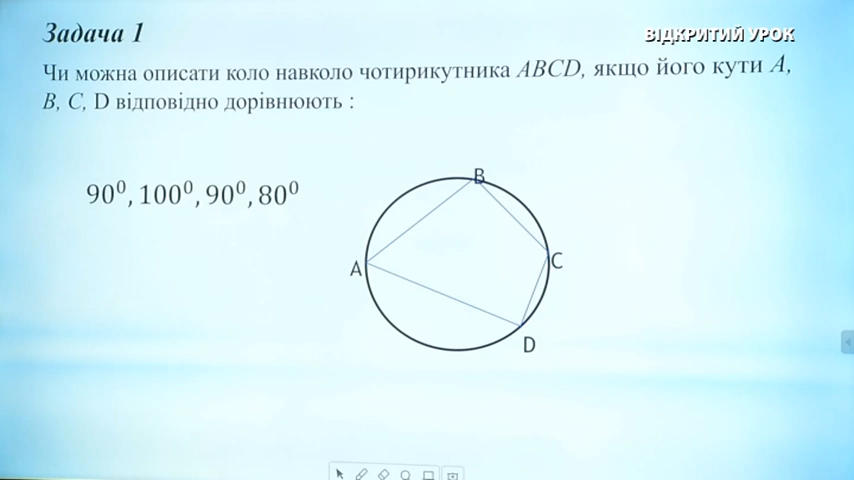 Задача 1
ВІДКРИТИЙ УРОК
Чи можна описати коло навколо чотирикутника ABCD, якщо його кути A,
B, C, D відповідно дорівнюють :
90⁰, 100⁰, 90⁰, 80⁰
B
A
C
D